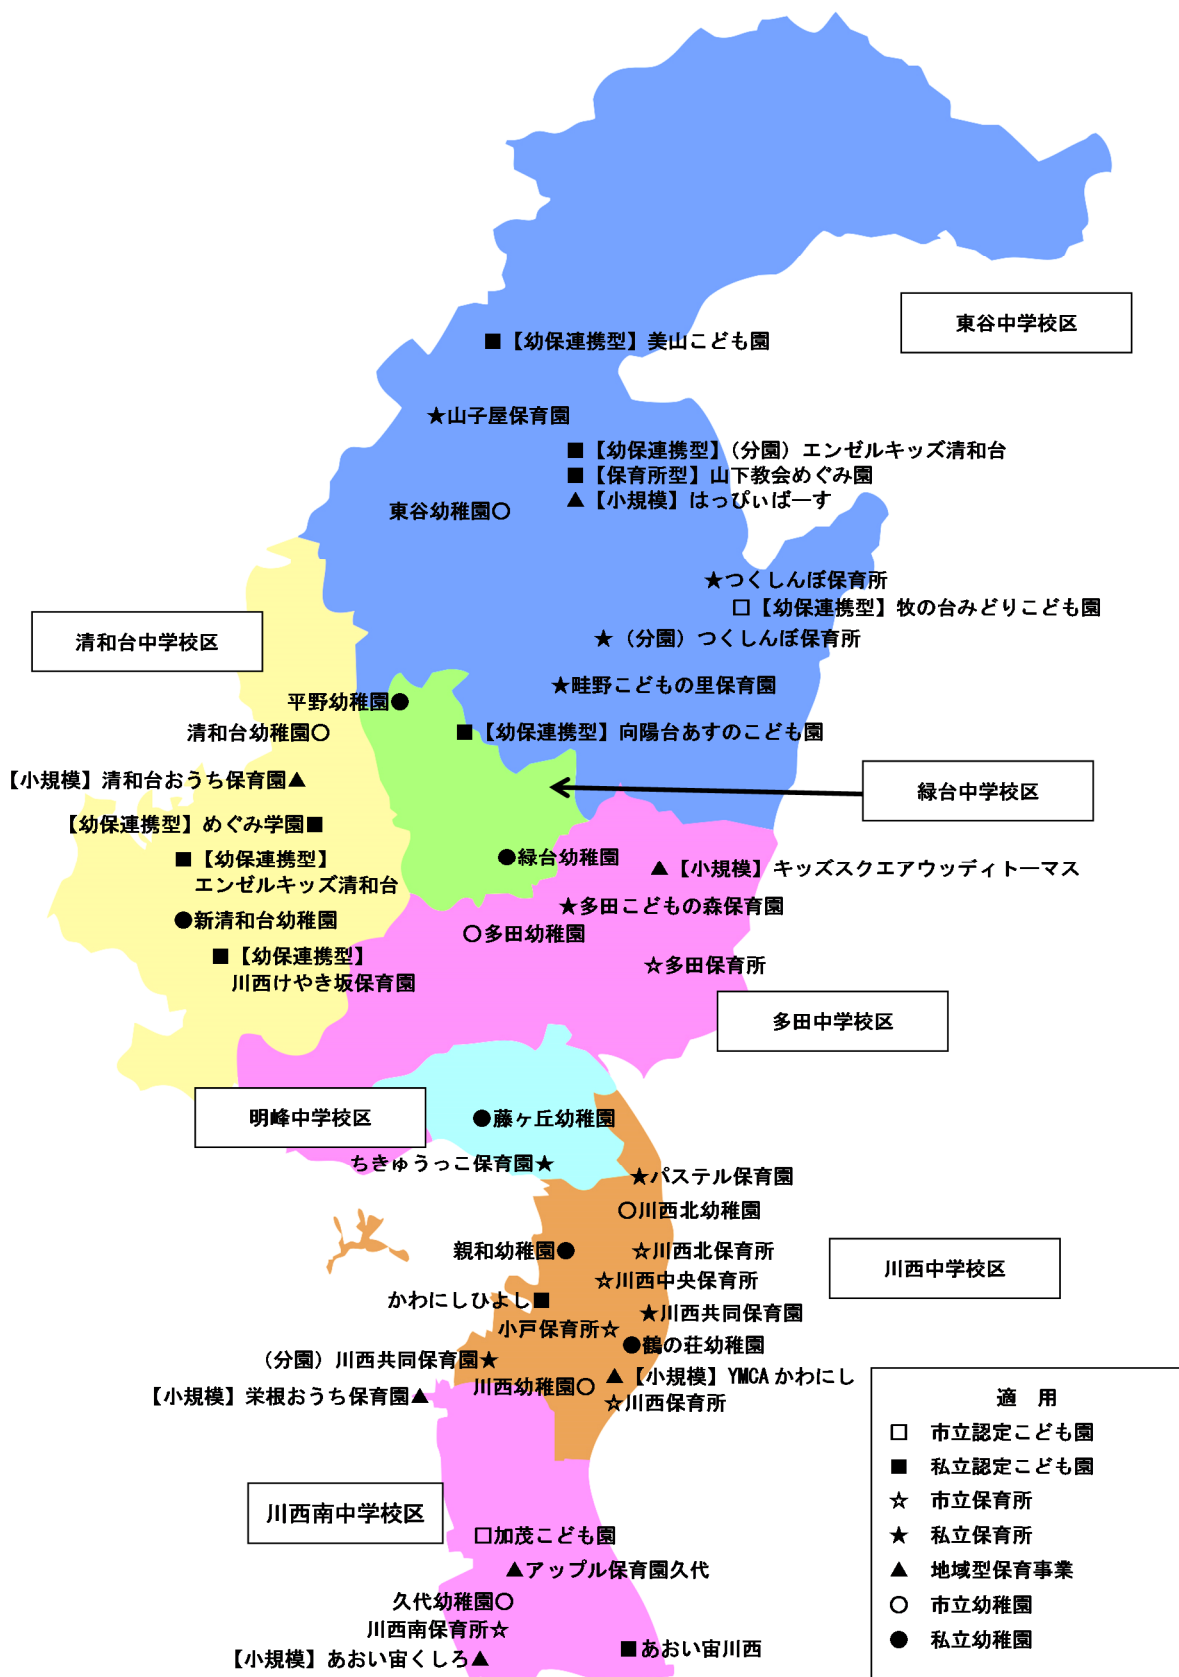 東谷中学校区
■【幼保連携型】美山こども園
★山子屋保育園
■【幼保連携型】（分園）エンゼルキッズ清和台
■【保育所型】山下教会めぐみ園
▲【小規模】はっぴぃばーす
東谷幼稚園○
★つくしんぼ保育所
□【幼保連携型】牧の台みどりこども園
清和台中学校区
★（分園）つくしんぼ保育所
★畦野こどもの里保育園
平野幼稚園●
清和台幼稚園○
■【幼保連携型】向陽台あすのこども園
【小規模】清和台おうち保育園▲
緑台中学校区
【幼保連携型】めぐみ学園■
■【幼保連携型】
エンゼルキッズ清和台
●緑台幼稚園
▲【小規模】キッズスクエアウッディトーマス
★多田こどもの森保育園
●新清和台幼稚園
○多田幼稚園
■【幼保連携型】
川西けやき坂保育園
☆多田保育所
多田中学校区
明峰中学校区
●藤ヶ丘幼稚園
ちきゅうっこ保育園★
★パステル保育園
○川西北幼稚園
親和幼稚園●
☆川西北保育所
川西中学校区
☆川西中央保育所
かわにしひよし■
★川西共同保育園
小戸保育所☆
●鶴の荘幼稚園
（分園）川西共同保育園★
▲【小規模】YMCAかわにし
川西幼稚園○
【小規模】栄根おうち保育園▲
☆川西保育所
川西南中学校区
□加茂こども園
▲アップル保育園久代
久代幼稚園○
川西南保育所☆
【小規模】あおい宙くしろ▲
■あおい宙川西
適　用
□　市立認定こども園
■　私立認定こども園
☆　市立保育所
★　私立保育所
▲　地域型保育事業
○　市立幼稚園
●　私立幼稚園